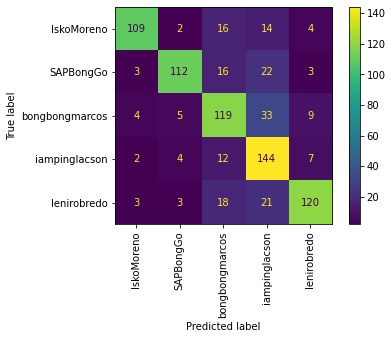 IskoMoreno 109 2 16 14 4
SAPBongGo 3 112 16 22 3
bongbongmarcos 4 5 119 33 9
iampinglacson 2 4 12 144 7
lenirobredo 3 3 18 21 120
True label
IskoMoreno
SAPBongGo
bongbongmarcos
iampinglacson
lenirobredo
Predicted label
140
120
100
80
60
40
20